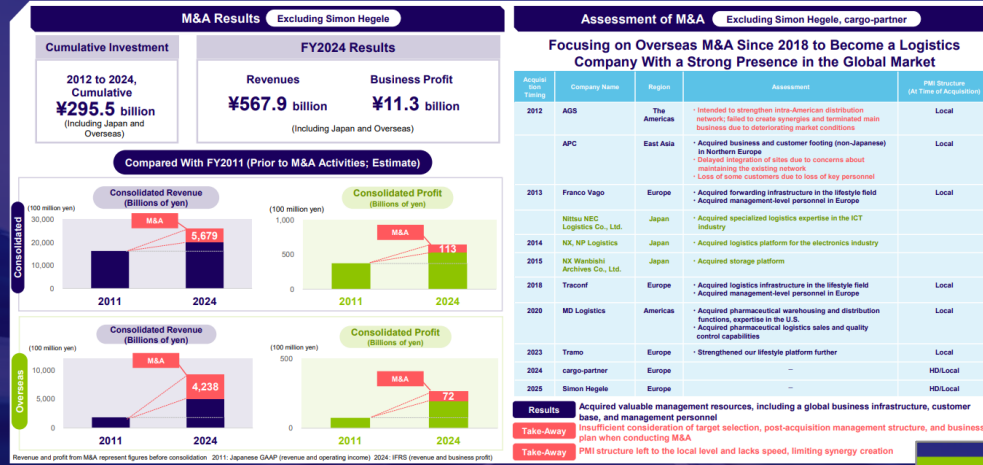 M&A Results Excluding Simon Hegele
Cumulative Investment
2012 to 2024,
Cumulative
¥295.5 billion
(Including Japan and
Overseas)
FY2024 Results
Revenues Business Profit
¥567.9 billion ¥11.3 billion
(Including Japan and Overseas)
Compared With FY2011 (Prior to M&A Activities; Estimate)
Consolidated
Consolidated Revenue
(Billions of yen)
(100 million yen)
30,000
20,000
10,000
0
M&A
5,679
2011 2024
Consolidated Profit
(Billions of yen)
(100 million yen)
1,000
500
0
M&A
113
2011 2024
Overseas
Consolidated Revenue
(Billions of yen)
(100 million yen)
10,000
5,000
0
M&A
4,238
2011 2024
Consolidated Profit
(Billions of yen)
(100 million yen)
500
0
M&A
72
2011 2024
Revenue and profit from M&A represent figures before consolidation 2011: Japanese GAAP (revenue and operating income) 2024: IFRS (revenue and business profit)
Assessment of M&A Excluding Simon Hegele, cargo-partner
Focusing on Overseas M&A Since 2018 to Become a Logistics
Company With a Strong Presence in the Global Market
Acquisi
tion
Timing
Company Name
Region
Assessment
PMI Structure
(At Time of Acquisition)
2012 AGS The
Americas
・Intended to strengthen intra-American distribution
network; failed to create synergies and terminated main
business due to deteriorating market conditions
Local
APC East Asia
・Acquired business and customer footing (non-Japanese)
in Northern Europe
・Delayed integration of sites due to concerns about
maintaining the existing network
・Loss of some customers due to loss of key personnel
Local
2013 Franco Vago Europe
・Acquired forwarding infrastructure in the lifestyle field
・Acquired management-level personnel in Europe
Local
Nittsu NEC
Logistics Co., Ltd.
Japan
・Acquired specialized logistics expertise in the ICT
industry
2014 NX, NP Logistics Japan ・Acquired logistics platform for the electronics industry
2015 NX Wanbishi
Archives Co., Ltd.
Japan ・Acquired storage platform
2018 Traconf Europe
・Acquired logistics infrastructure in the lifestyle field
・Acquired management-level personnel in Europe
Local
2020 MD Logistics Americas
・Acquired pharmaceutical warehousing and distribution
functions, expertise in the U.S.
・Acquired pharmaceutical logistics sales and quality
control capabilities
Local
2023 Tramo Europe ・Strengthened our lifestyle platform further Local
2024 cargo-partner Europe – HD/Local
2025 Simon Hegele Europe – HD/Local
Results Acquired valuable management resources, including a global business infrastructure, customer
base, and management personnel
Take-Away Insufficient consideration of target selection, post-acquisition management structure, and business
plan when conducting M&A
Take-Away PMI structure left to the local level and lacks speed, limiting synergy creation